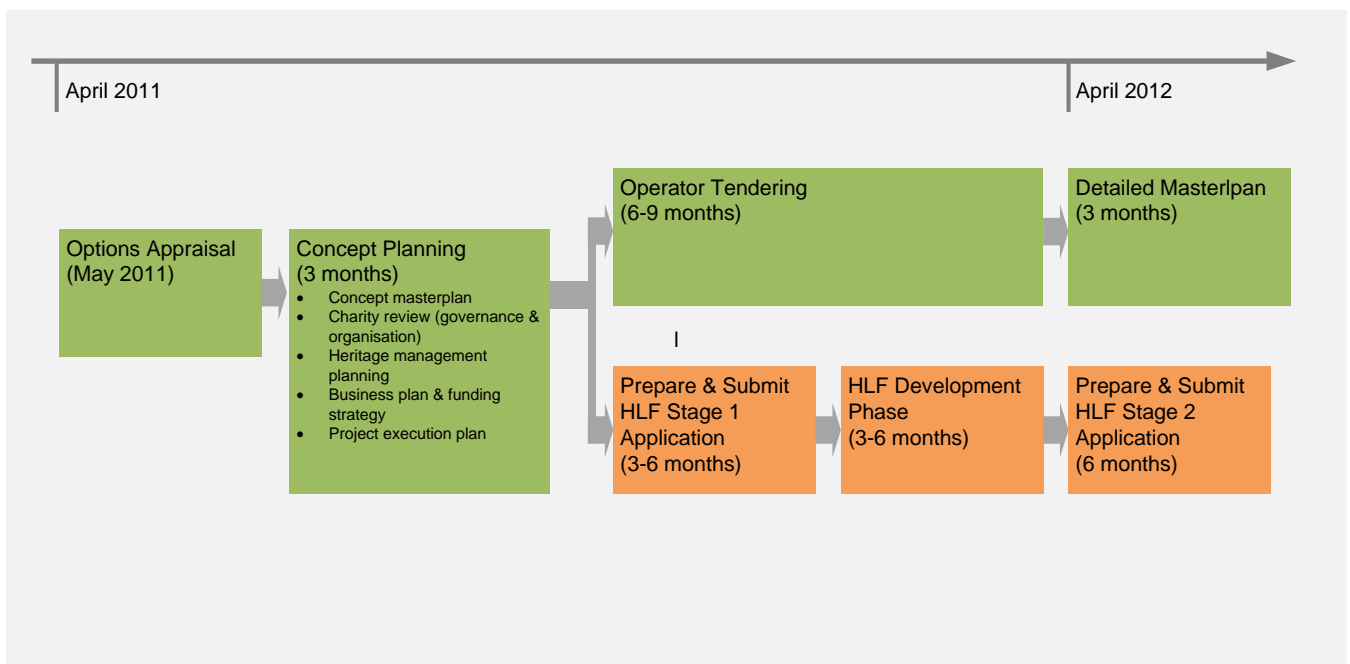 April 2011
April 2012
Options Appraisal
(May 2011)
Concept Planning
(3 months)
• Concept masterplan
• Charity review (governance &
organisation)
• Heritage management
planning
• Business plan & funding
strategy
• Project execution plan
Operator Tendering
(6-9 months)
Detailed Masterlpan
(3 months)
I
Prepare & Submit
HLF Stage 1
Application
(3-6 months)
HLF Development
Phase
(3-6 months)
Prepare & Submit
HLF Stage 2
Application
(6 months)